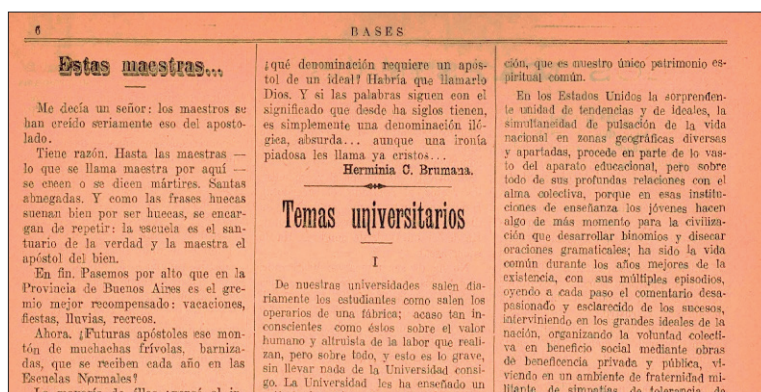 6
BASES
Estas maestras...
Me decía un señor: los maestros se
han creído seriamente eso del aposto-
lado.
Tiene razón. Hasta las maestras —
lo que se llama maestra por aquí —
se creen o se dicen mártires. Santas
abnegadas. Y como las frases huecas
suenan bien por ser huecas, se encar-
gan de repetir: la escuela es el san-
tuario de la verdad y la maestra el
apóstol del bien.
En fin. Pasemos por alto que en la
Provincia de Buenos Aires es el gre-
mio mejor recompensado: vacaciones,
fiestas, lluvias, recreos.
Ahora. ¿Futuras apóstoles ese mon-
tón de muchachas frívolas, barniza-
das, que se reciben cada año en las
Escuelas Normales?
¿qué denominación requiere un após-
tol de un ideal? Habría que llamarlo
Dios. Y si las palabras siguen con el
significado que desde ha siglos tienen,
es simplemente una denominación iló-
gica, absurda... aunque una ironía
piadosa les llama ya cristos...
Herminia C. Brumana.
Temas universitarios
I
De nuestras universidades salen dia-
riamente los estudiantes como salen los
operarios de una fábrica; acaso tan in-
conscientes como éstos sobre el valor
humano y altruista de la labor que reali-
zan, pero sobre todo, y esto es lo grave,
sin llevar nada de la Universidad consi-
go. La Universidad les ha enseñado un
ción, que es nuestro único patrimonio es-
piritual común.
En los Estados Unidos la sorprenden-
te unidad de tendencias y de ideales, la
simultaneidad de pulsación de la vida
nacional en zonas geográficas diversas
y apartadas, procede en parte de lo vas-
to del aparato educacional, pero sobre
todo de sus profundas relaciones con el
alma colectiva, porque en esas institu-
ciones de enseñanza los jóvenes hacen
algo de más momento para la civiliza-
ción que desarrollar binomios y disecar
oraciones gramaticales; ha sido la vida
común durante los años mejores de la
existencia, con sus múltiples episodios,
oyendo a cada paso el comentario desa-
pasionado y esclarecido de los sucesos,
interviniendo en los grandes ideales de la
nación, organizando la voluntad colecti-
va en beneficio social mediante obras
de beneficencia privada y pública, vi-
viendo en un ambiente de fraternidad mi-
litante, de simpatías, de tolerancia, de